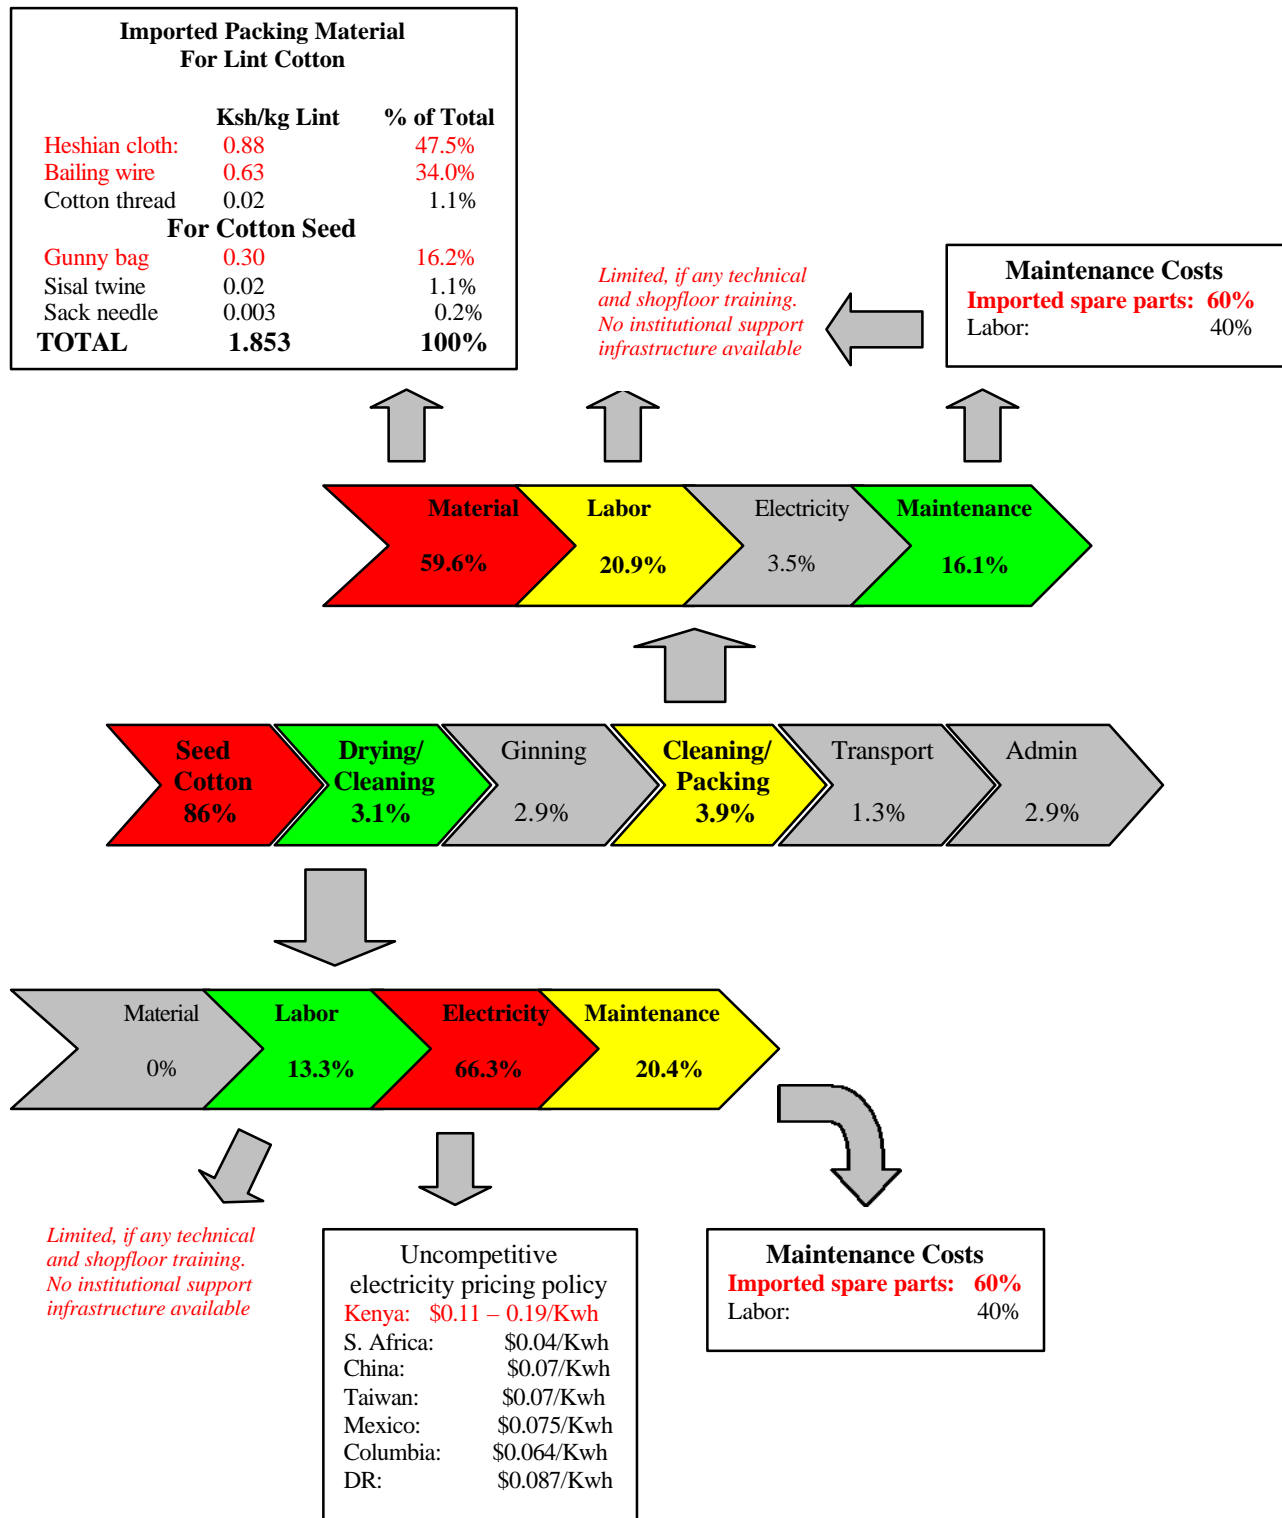 Imported Packing Material
For Lint Cotton
Ksh/kg Lint % of Total
Heshian cloth: 0.88 47.5%
Bailing wire 0.63 34.0%
Cotton thread 0.02 1.1%
For Cotton Seed
Gunny bag 0.30 16.2%
Sisal twine 0.02 1.1%
Sack needle 0.003 0.2%
TOTAL 1.853 100%
Limited, if any technical
and shopfloor training.
No institutional support
infrastructure available
Maintenance Costs
Imported spare parts: 60%
Labor: 40%
Material
59.6%
Labor
20.9%
Electricity
3.5%
Maintenance
16.1%
Seed
Cotton
86%
Drying/
Cleaning
3.1%
Ginning
2.9%
Cleaning/
Packing
3.9%
Transport
1.3%
Admin
2.9%
Material
0%
Labor
13.3%
Electricity
66.3%
Maintenance
20.4%
Limited, if any technical
and shopfloor training.
No institutional support
infrastructure available
Uncompetitive
electricity pricing policy
Kenya: $0.11 – 0.19/Kwh
S. Africa: $0.04/Kwh
China: $0.07/Kwh
Taiwan: $0.07/Kwh
Mexico: $0.075/Kwh
Columbia: $0.064/Kwh
DR: $0.087/Kwh
Maintenance Costs
Imported spare parts: 60%
Labor: 40%